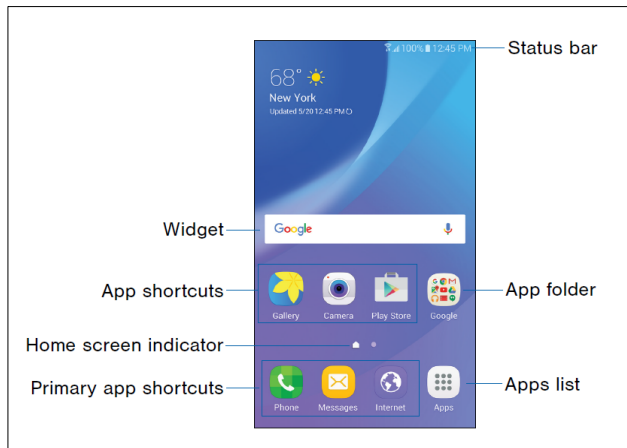 100% 12:45 PM
Status bar
68°
New York
Updated 5/20 12:45 PM
Widget
Google
App shortcuts
Gallery
Camera
Play Store
Google
App folder
Home screen indicator
Primary app shortcuts
Phone
Messages
Internet
Apps
Apps list